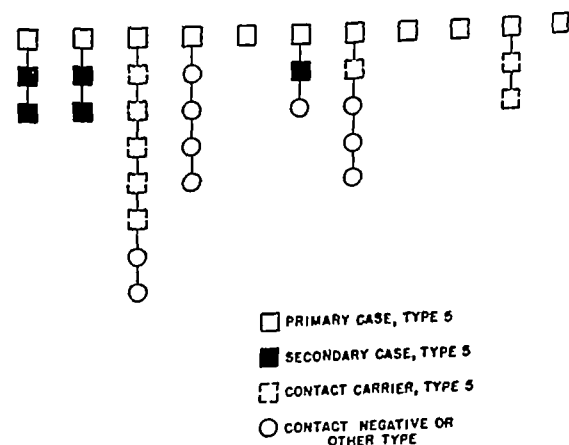 PRIMARY CASE, TYPE 5
SECONDARY CASE, TYPE 5
CONTACT CARRIER, TYPE 5
CONTACT NEGATIVE OR
OTHER TYPE